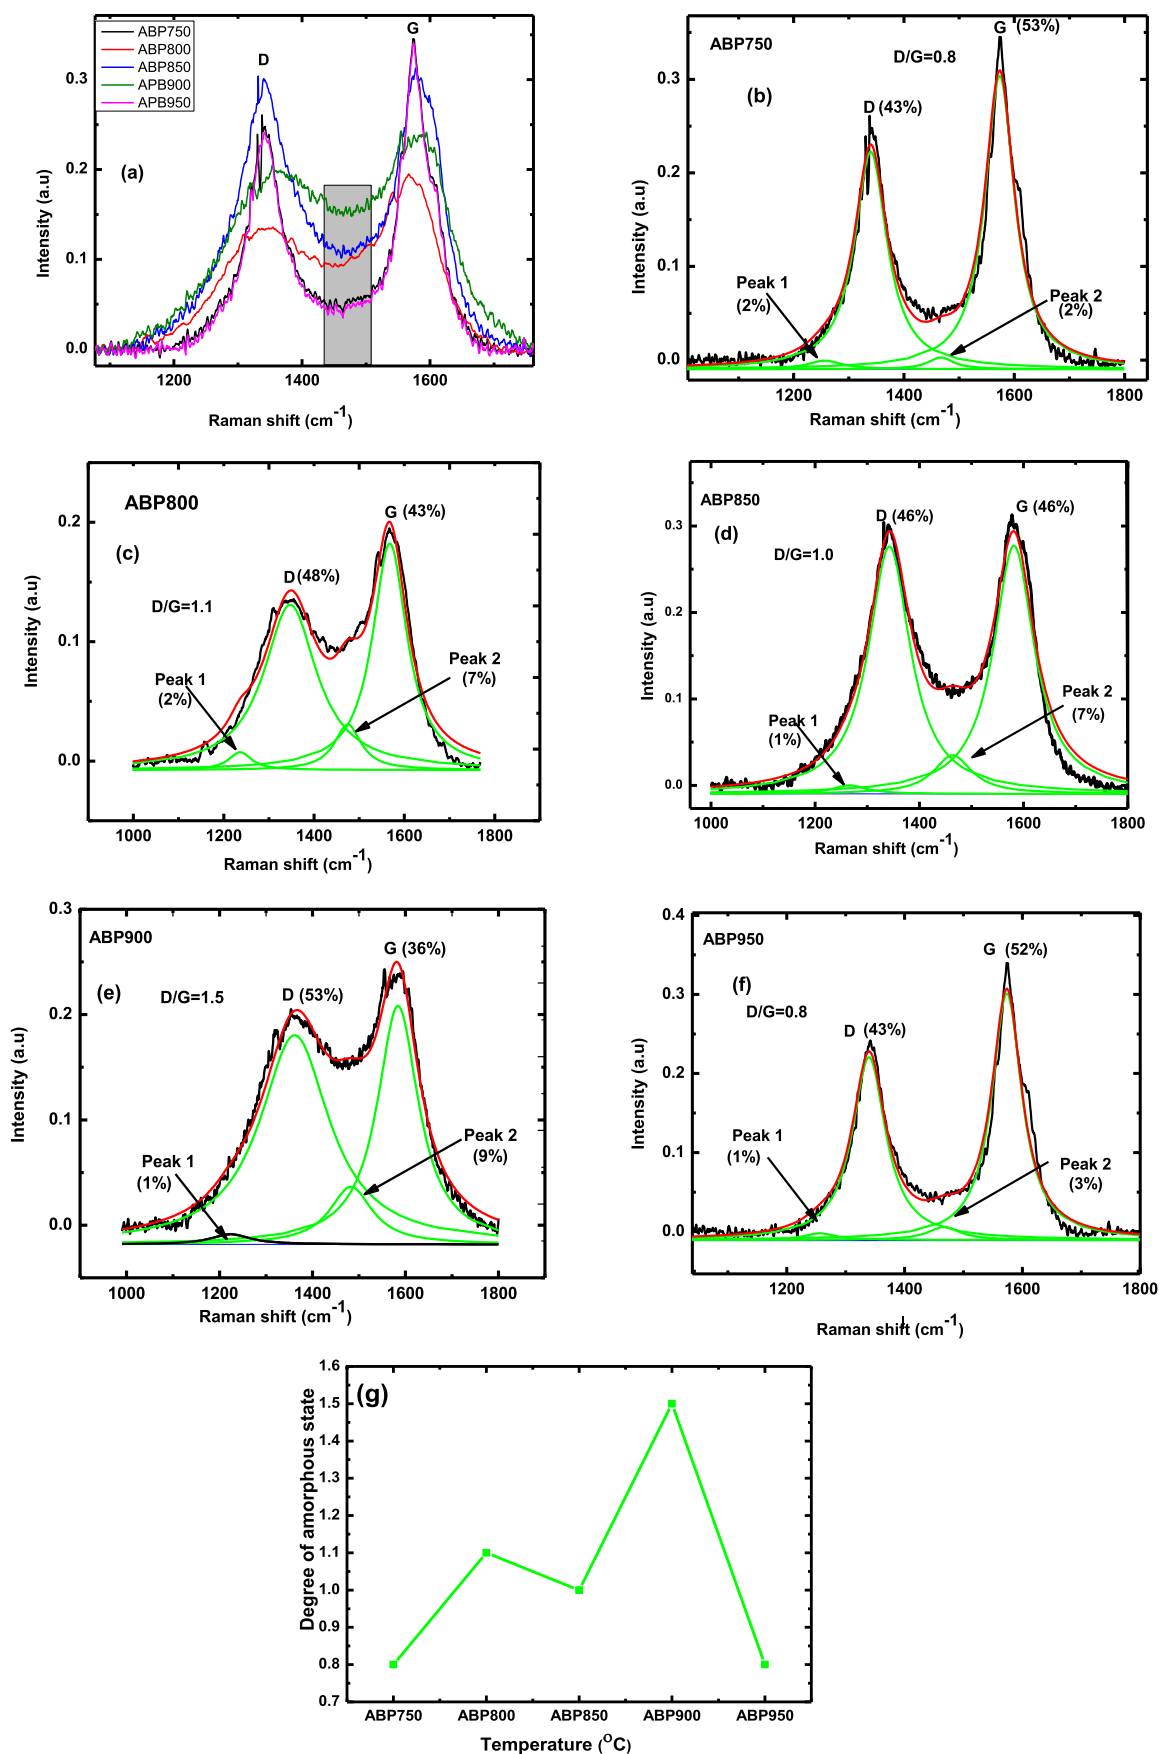 ABP750
ABP800
ABP850
APB900
APB950
D
G
(a)
0.3
0.2
0.1
0.0
Intensity (a.u)
1200
1400
1600
Raman shift (cm-1)
ABP750
G (53%)
D/G=0.8
(b)
D (43%)
Peak 1
(2%)
Peak 2
(2%)
0.3
0.2
0.1
0.0
Intensity (a.u)
1200
1400
1600
1800
Raman shift (cm-1)
ABP800
G (43%)
(c)
D (48%)
D/G=1.1
Peak 1
(2%)
Peak 2
(7%)
0.2
0.1
0.0
Intensity (a.u)
1000
1200
1400
1600
1800
Raman shift (cm-1)
ABP850
D (46%)
G (46%)
(d)
D/G=1.0
Peak 1
(1%)
Peak 2
(7%)
0.3
0.2
0.1
0.0
Intensity (a.u)
1000
1200
1400
1600
1800
Raman shift (cm-1)
ABP900
G (36%)
(e)
D/G=1.5
D (53%)
Peak 1
(1%)
Peak 2
(9%)
0.3
0.2
0.1
0.0
Intensity (a.u)
1000
1200
1400
1600
1800
Raman shift (cm-1)
ABP950
G (52%)
(f)
D/G=0.8
D (43%)
Peak 1
(1%)
Peak 2
(3%)
0.4
0.3
0.2
0.1
0.0
Intensity (a.u)
1200
1400
1600
1800
Raman shift (cm-1)
(g)
1.6
1.5
1.4
1.3
1.2
1.1
1.0
0.9
0.8
0.7
Degree of amorphous state
ABP750
ABP800
ABP850
ABP900
ABP950
Temperature (OC)